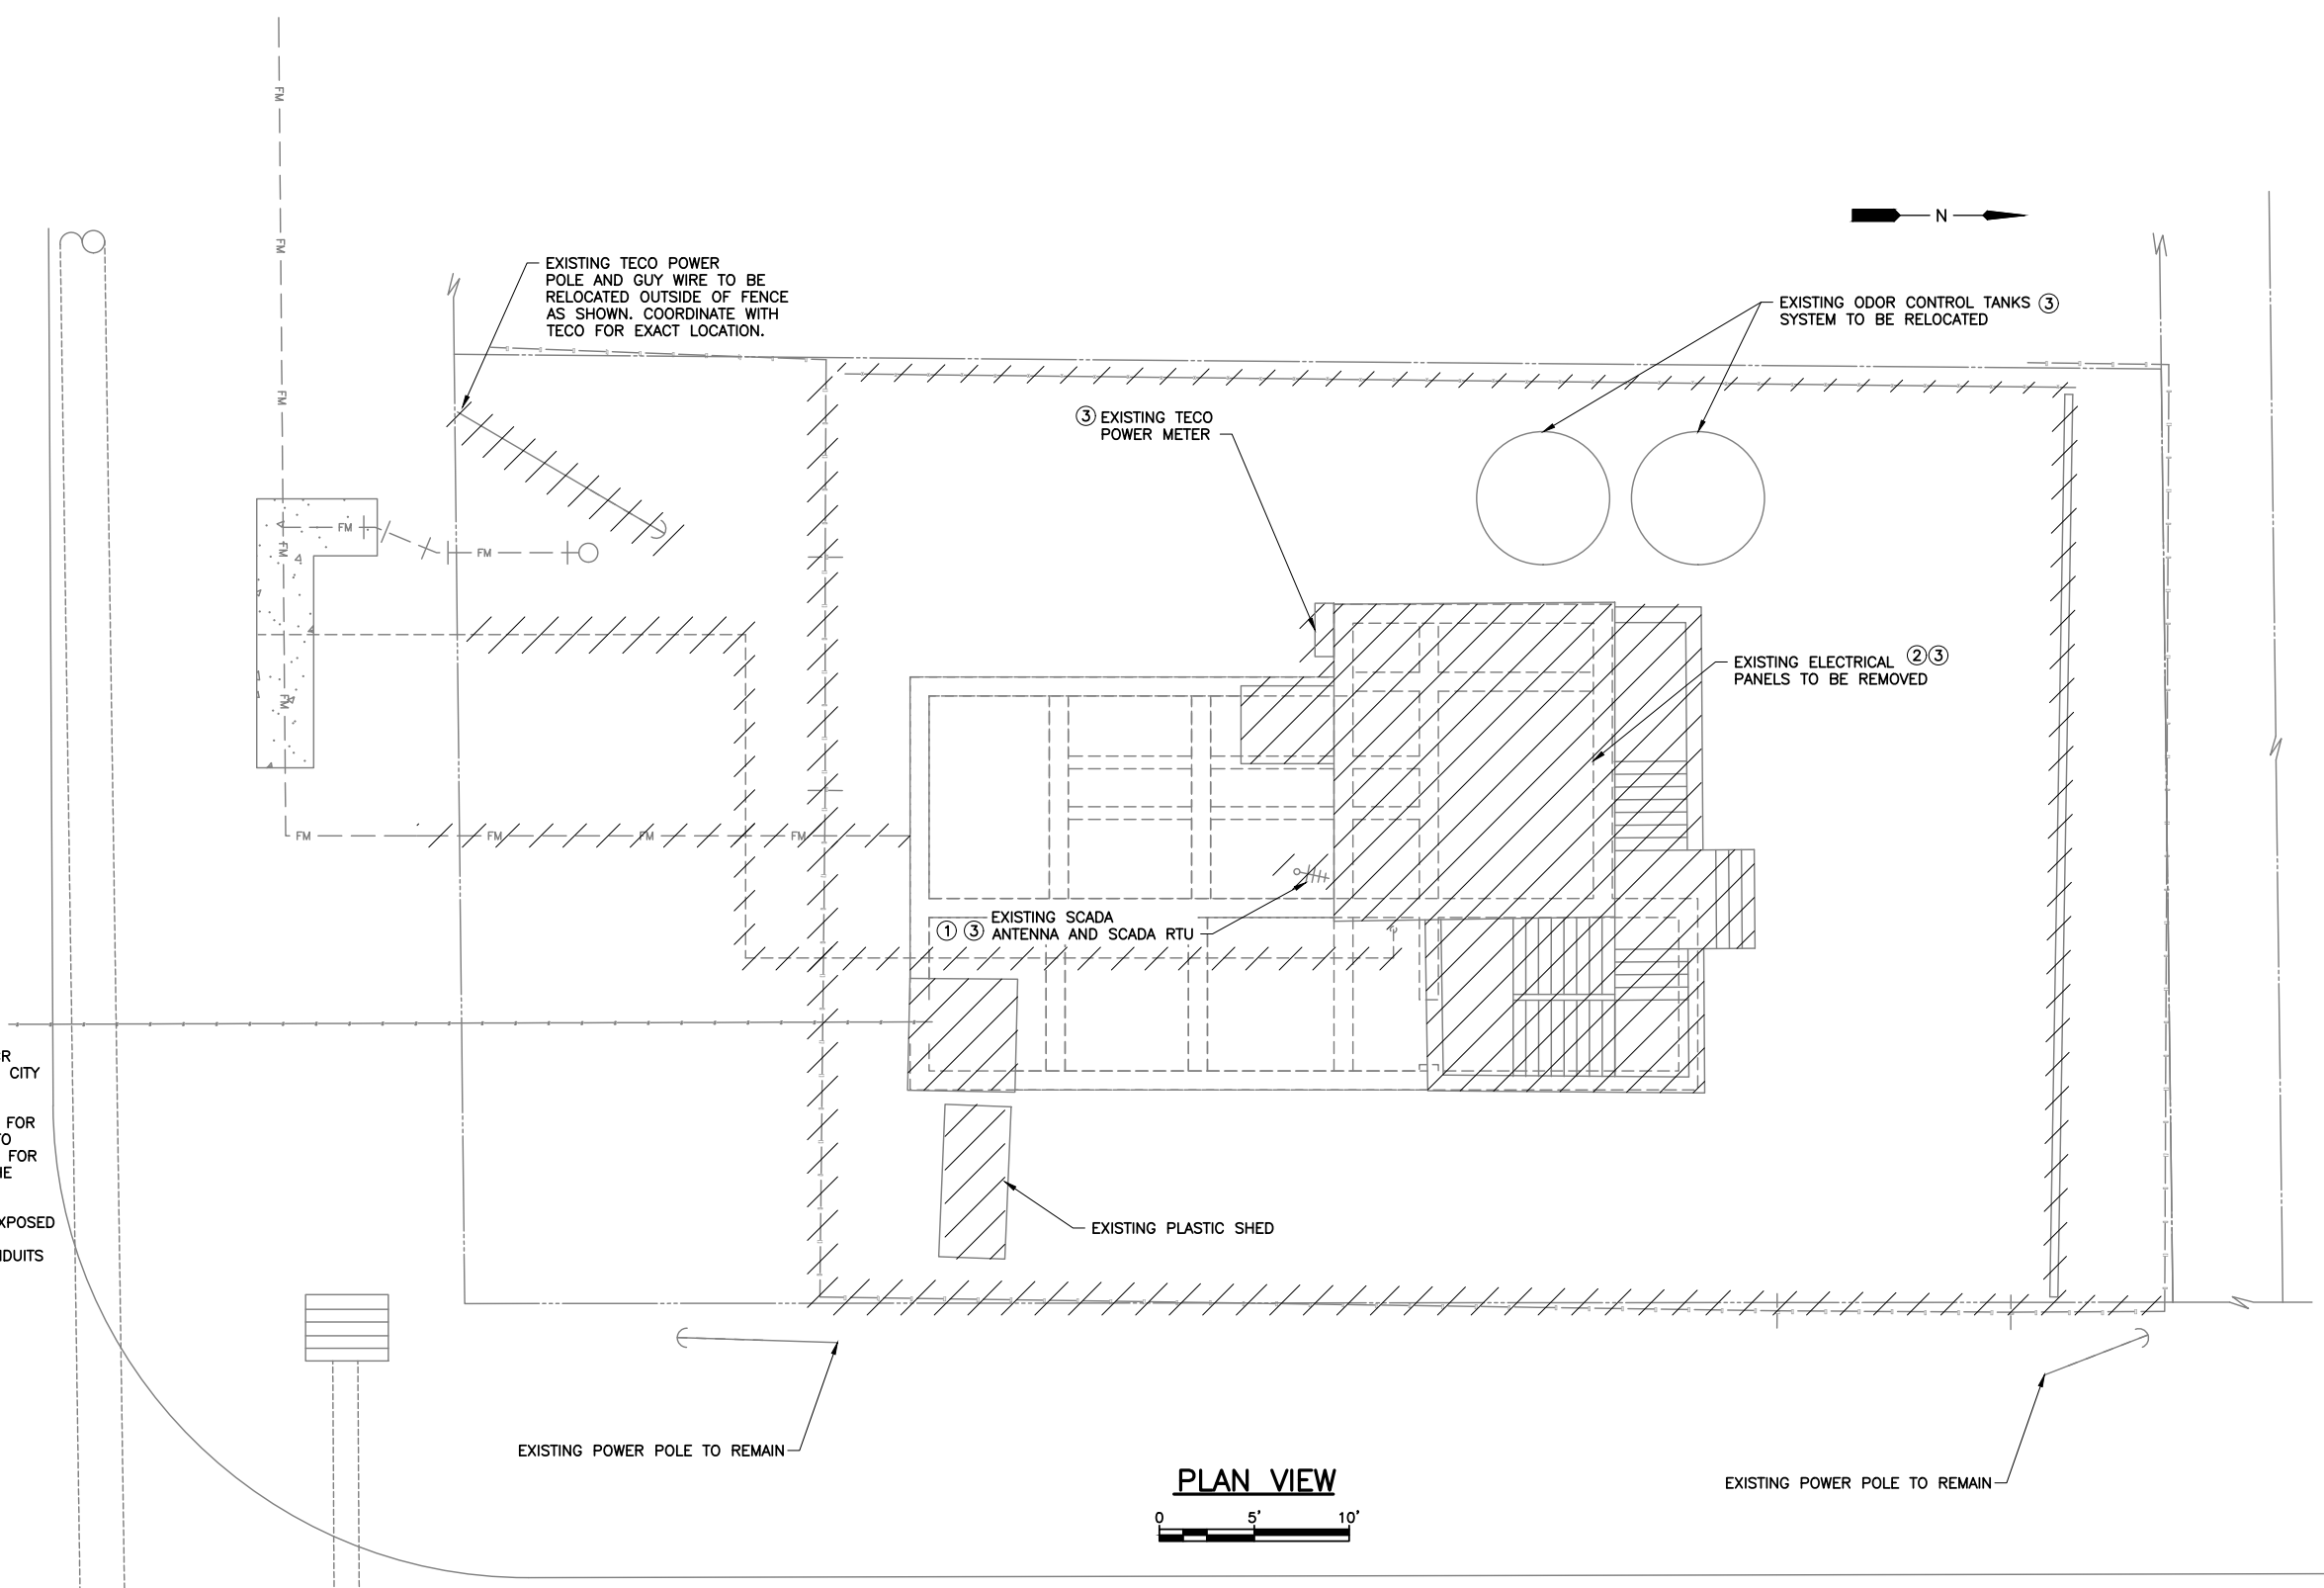 FM
FM
FM
N
EXISTING TECO POWER
POLE AND GUY WIRE TO BE
RELOCATED OUTSIDE OF FENCE
AS SHOWN. COORDINATE WITH
TECO FOR EXACT LOCATION.
EXISTING ODOR CONTROL TANKS ③
SYSTEM TO BE RELOCATED
③ EXISTING TECO
POWER METER
FM
FM
FM
EXISTING ELECTRICAL ②③
PANELS TO BE REMOVED
FM
FM
FM
FM
FM
EXISTING SCADA
① ③ ANTENNA AND SCADA RTU
CITY
FOR
TO
FOR
XPOSED
EXISTING PLASTIC SHED
DUITS
EXISTING POWER POLE TO REMAIN
EXISTING POWER POLE TO REMAIN
PLAN VIEW
0 5' 10'